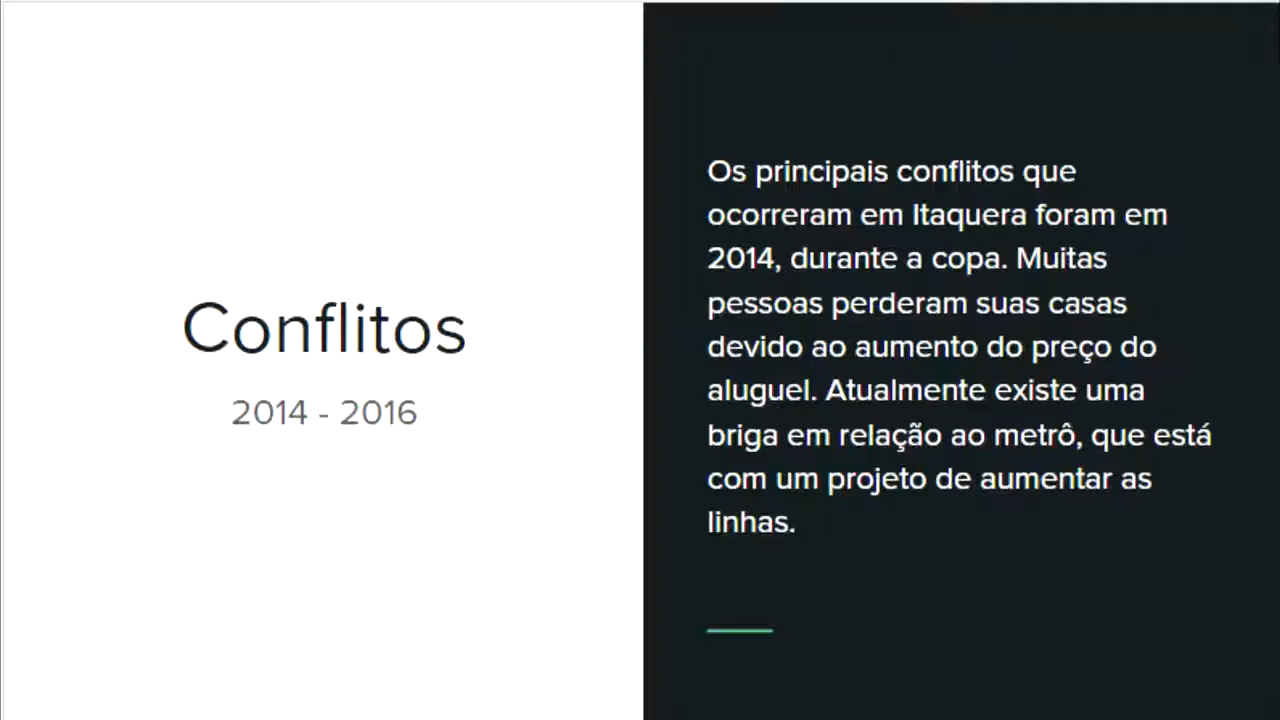 Conflitos
2014 - 2016
Os principais conflitos que
ocorreram em Itaquera foram em
2014, durante a copa. Muitas
pessoas perderam suas casas
devido ao aumento do preço do
aluguel. Atualmente existe uma
briga em relação ao metrô, que está
com um projeto de aumentar as
linhas.